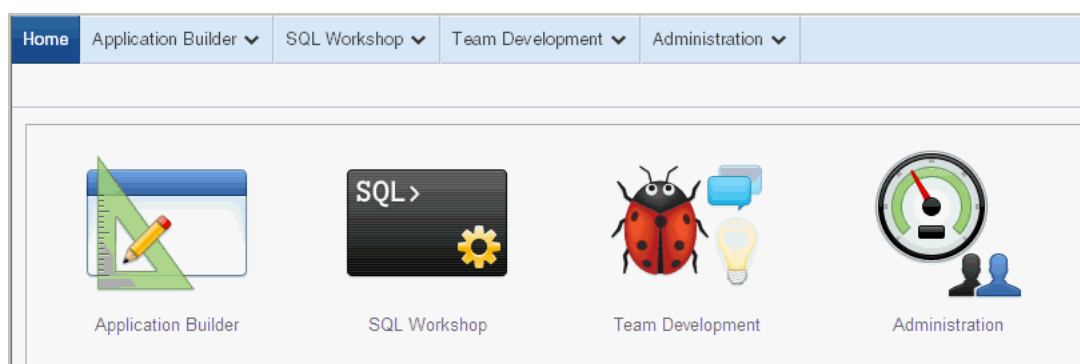 Home Application Builder SQL Workshop Team Development Administration
SQL>
Application Builder SQL Workshop Team Development Administration